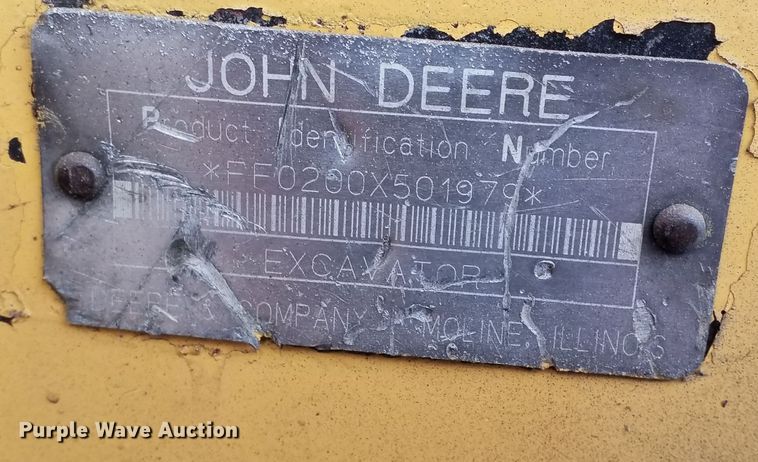 JOHN DEERE
Product Identification Number
*FF0200X501979*
EXCAVATOR
DEERE & COMPANY MOLINE, ILLINOIS
Purple Wave Auction